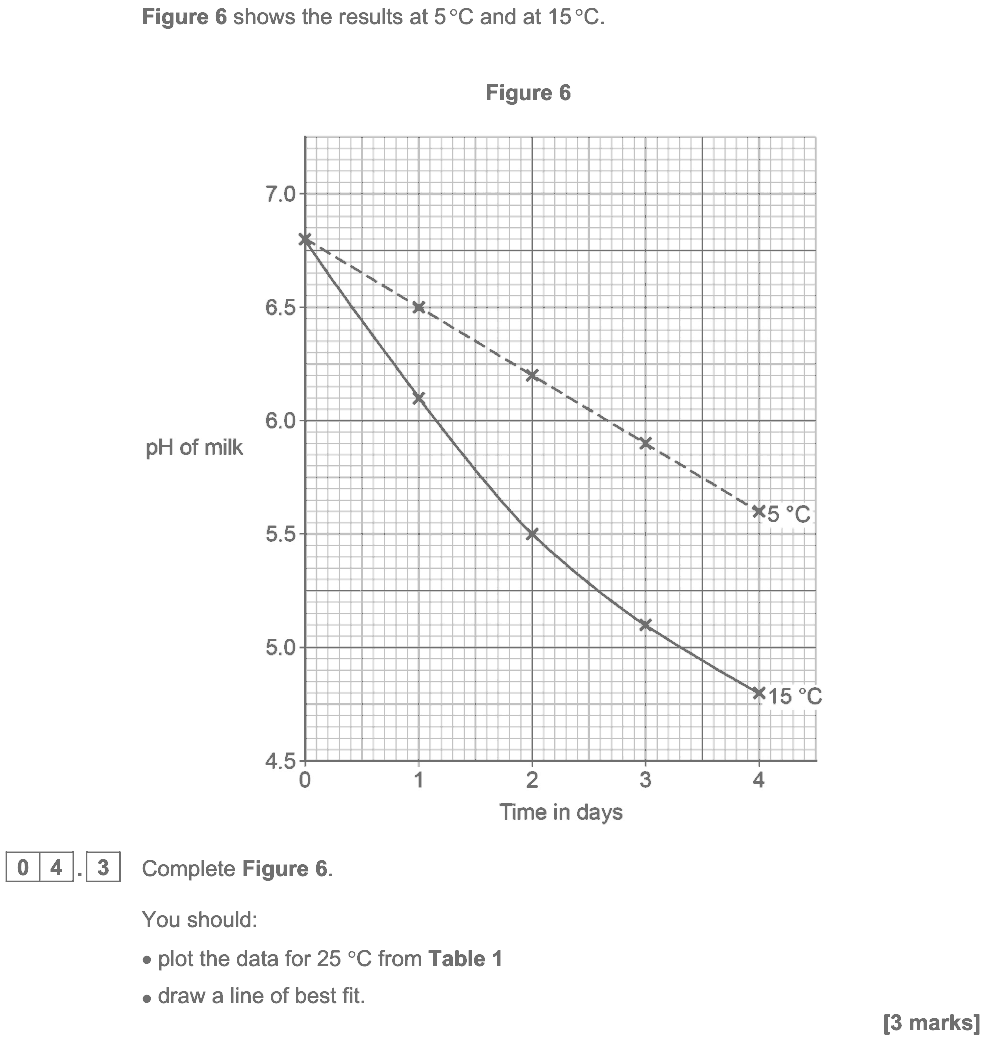 Figure 6 shows the results at 5 °C and at 15 °C.
Figure 6
7.0
6.5
6.0
pH of milk
5 °C
5.5
5.0
15 °C
4.5
0 1 2 3 4
Time in days
0 4 . 3 Complete Figure 6.
You should:
• plot the data for 25 °C from Table 1
• draw a line of best fit.
[3 marks]